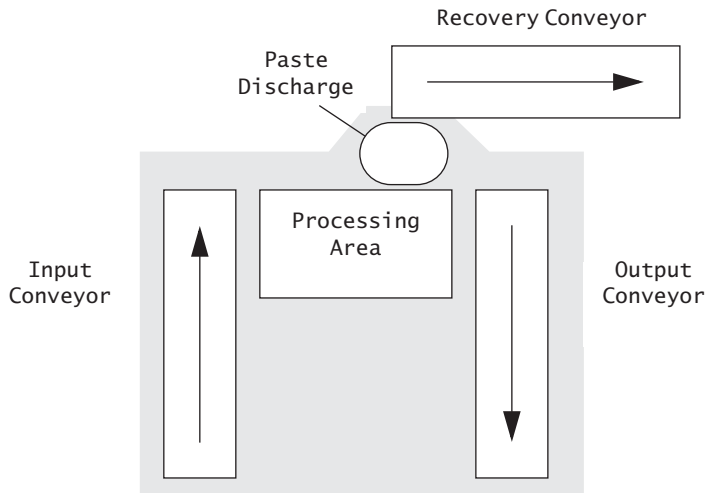 Recovery Conveyor
Paste
Discharge
Processing
Area
Input
Conveyor
Output
Conveyor